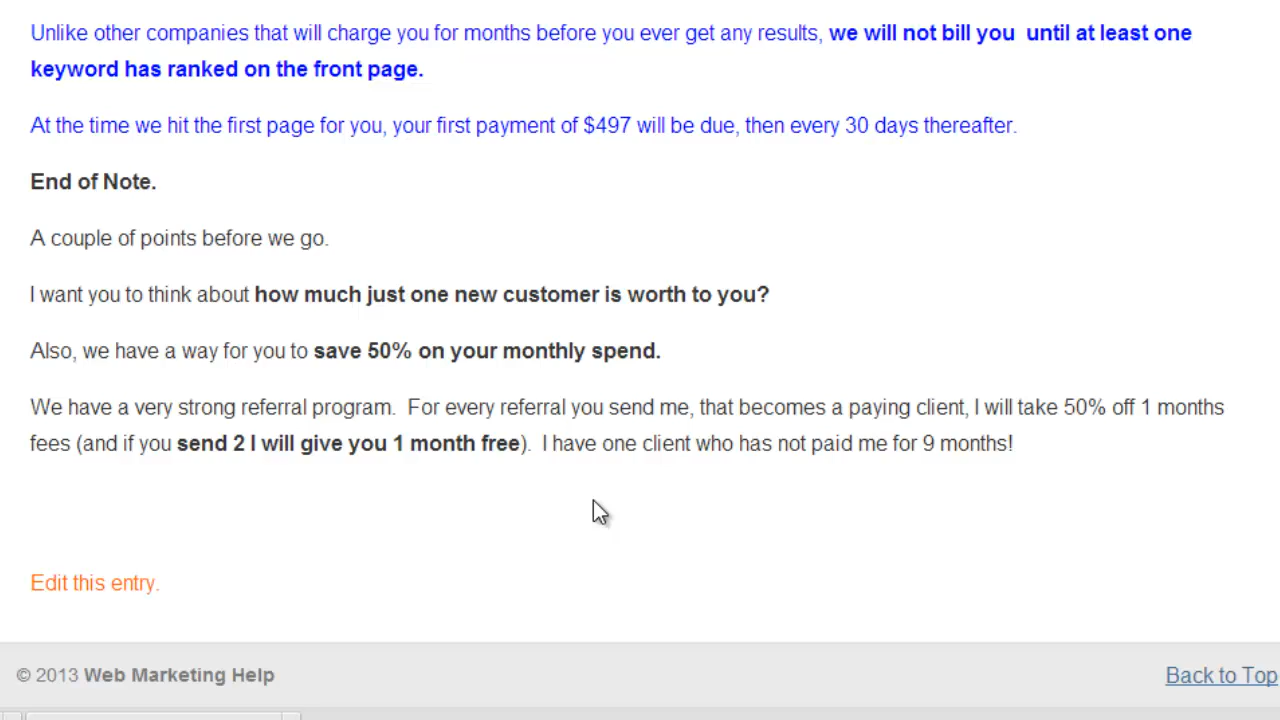 Unlike other companies that will charge you for months before you ever get any results, we will not bill you  until at least one
keyword has ranked on the front page.
At the time we hit the first page for you, your first payment of $497 will be due, then every 30 days thereafter.
End of Note.
A couple of points before we go.
I want you to think about how much just one new customer is worth to you?
Also, we have a way for you to save 50% on your monthly spend.
We have a very strong referral program.  For every referral you send me, that becomes a paying client, I will take 50% off 1 months
fees (and if you send 2 I will give you 1 month free).  I have one client who has not paid me for 9 months!
Edit this entry.
© 2013 Web Marketing Help
Back to Top